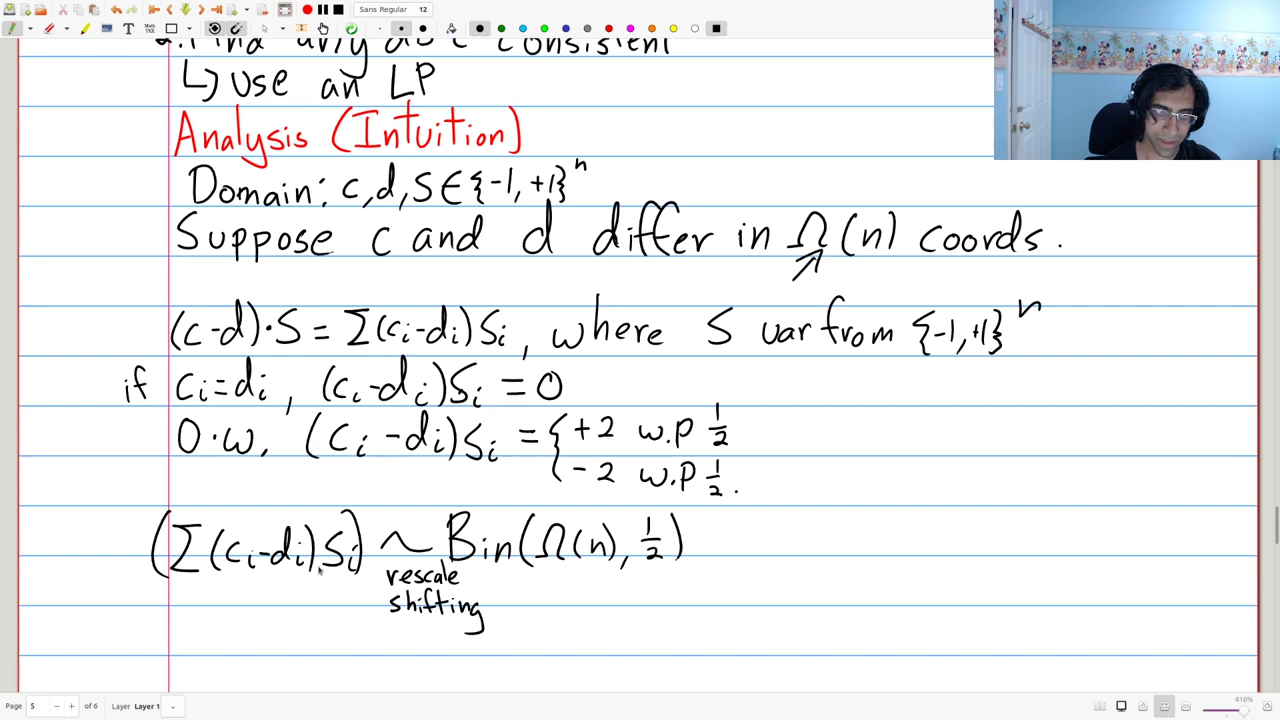 Sans Regular 12
consistent
↳ use an LP
Analysis (Intuition)
Domain: c,d,S∈{-1,+1}ⁿ
Suppose c and d differ in Ω(n) coords.
(c-d)·S = Σ(cᵢ-dᵢ)Sᵢ, where S var from {-1,+1}ⁿ
if cᵢ=dᵢ, (cᵢ-dᵢ)Sᵢ = 0
O·w, (cᵢ-dᵢ)Sᵢ = { +2 w.p 1/2
-2 w.p 1/2.
(Σ(cᵢ-dᵢ)Sᵢ) ~ Bin(Ω(n), 1/2)
rescale
shifting
Page 5 of 6 Layer Layer 1 416%